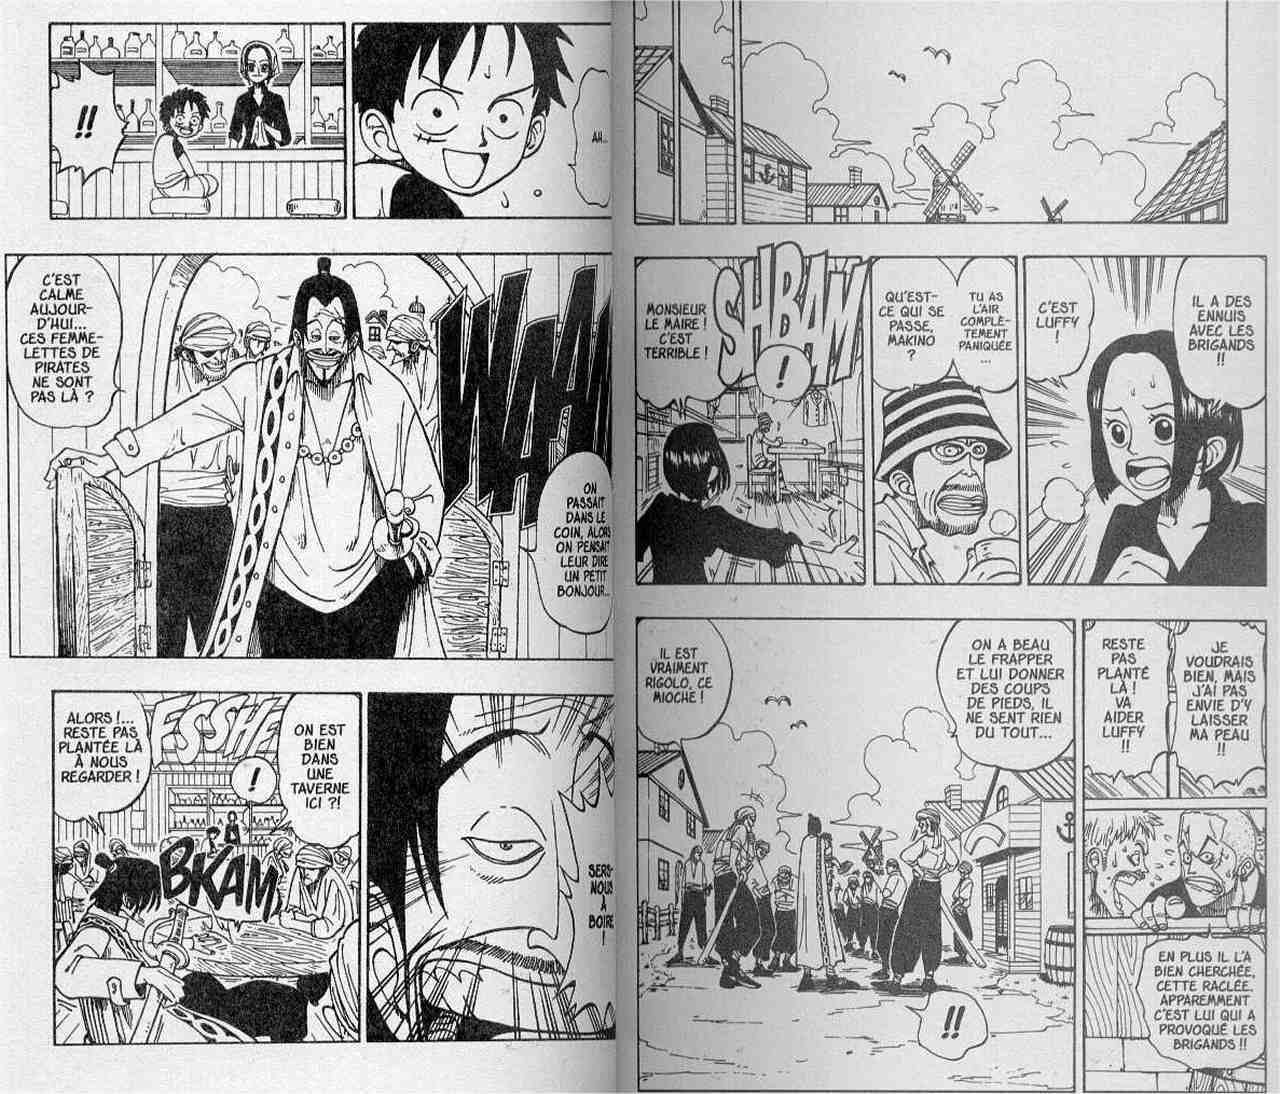 !!
AH...
C'EST
CALME
AUJOUR-
D'HUI...
CES FEMME-
LETTES DE
PIRATES
NE SONT
PAS LÀ ?
ON
PASSAIT
DANS LE
COIN, ALORS
ON PENSAIT
LEUR DIRE
UN PETIT
BONJOUR...
ALORS !...
RESTE PAS
PLANTÉE LÀ
À NOUS
REGARDER !
ESSHE
!
ON EST
BIEN
DANS
UNE
TAVERNE
ICI ?!
BKAM
SERS-
NOUS
À
BOIRE
!
MONSIEUR
LE MAIRE !
C'EST
TERRIBLE !
SHBAM
!
QU'EST-
CE QUI SE
PASSE,
MAKINO
?
TU AS
L'AIR
COMPLÈ-
TEMENT
PANIQUÉE
...
C'EST
LUFFY
!
IL A DES
ENNUIS
AVEC LES
BRIGANDS
!!
IL EST
VRAIMENT
RIGOLO, CE
MIOCHE !
ON A BEAU
LE FRAPPER
ET LUI DONNER
DES COUPS
DE PIEDS, IL
NE SENT RIEN
DU TOUT...
!!
RESTE
PAS
PLANTÉ
LÀ !
VA
AIDER
LUFFY
!!
JE
VOUDRAIS
BIEN, MAIS
J'AI PAS
ENVIE D'Y
LAISSER
MA PEAU
!!
EN PLUS IL L'A
BIEN CHERCHÉE,
CETTE RACLÉE.
APPAREMMENT
C'EST LUI QUI A
PROVOQUÉ LES
BRIGANDS !!